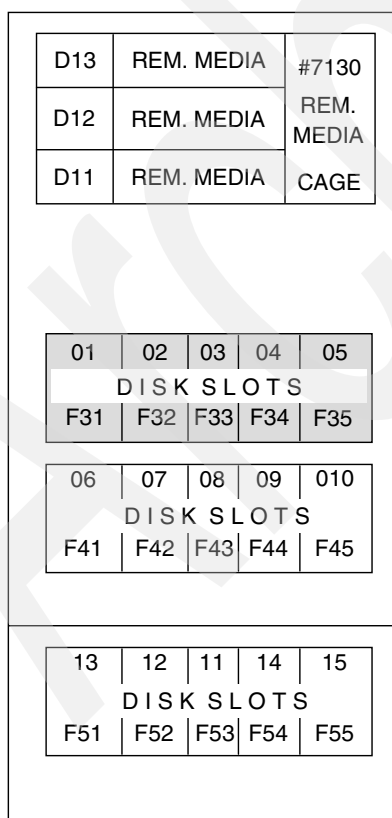 D13 REM. MEDIA #7130
D12 REM. MEDIA REM. MEDIA
D11 REM. MEDIA CAGE
01 02 03 04 05
DISK SLOTS
F31 F32 F33 F34 F35
06 07 08 09 010
DISK SLOTS
F41 F42 F43 F44 F45
13 12 11 14 15
DISK SLOTS
F51 F52 F53 F54 F55